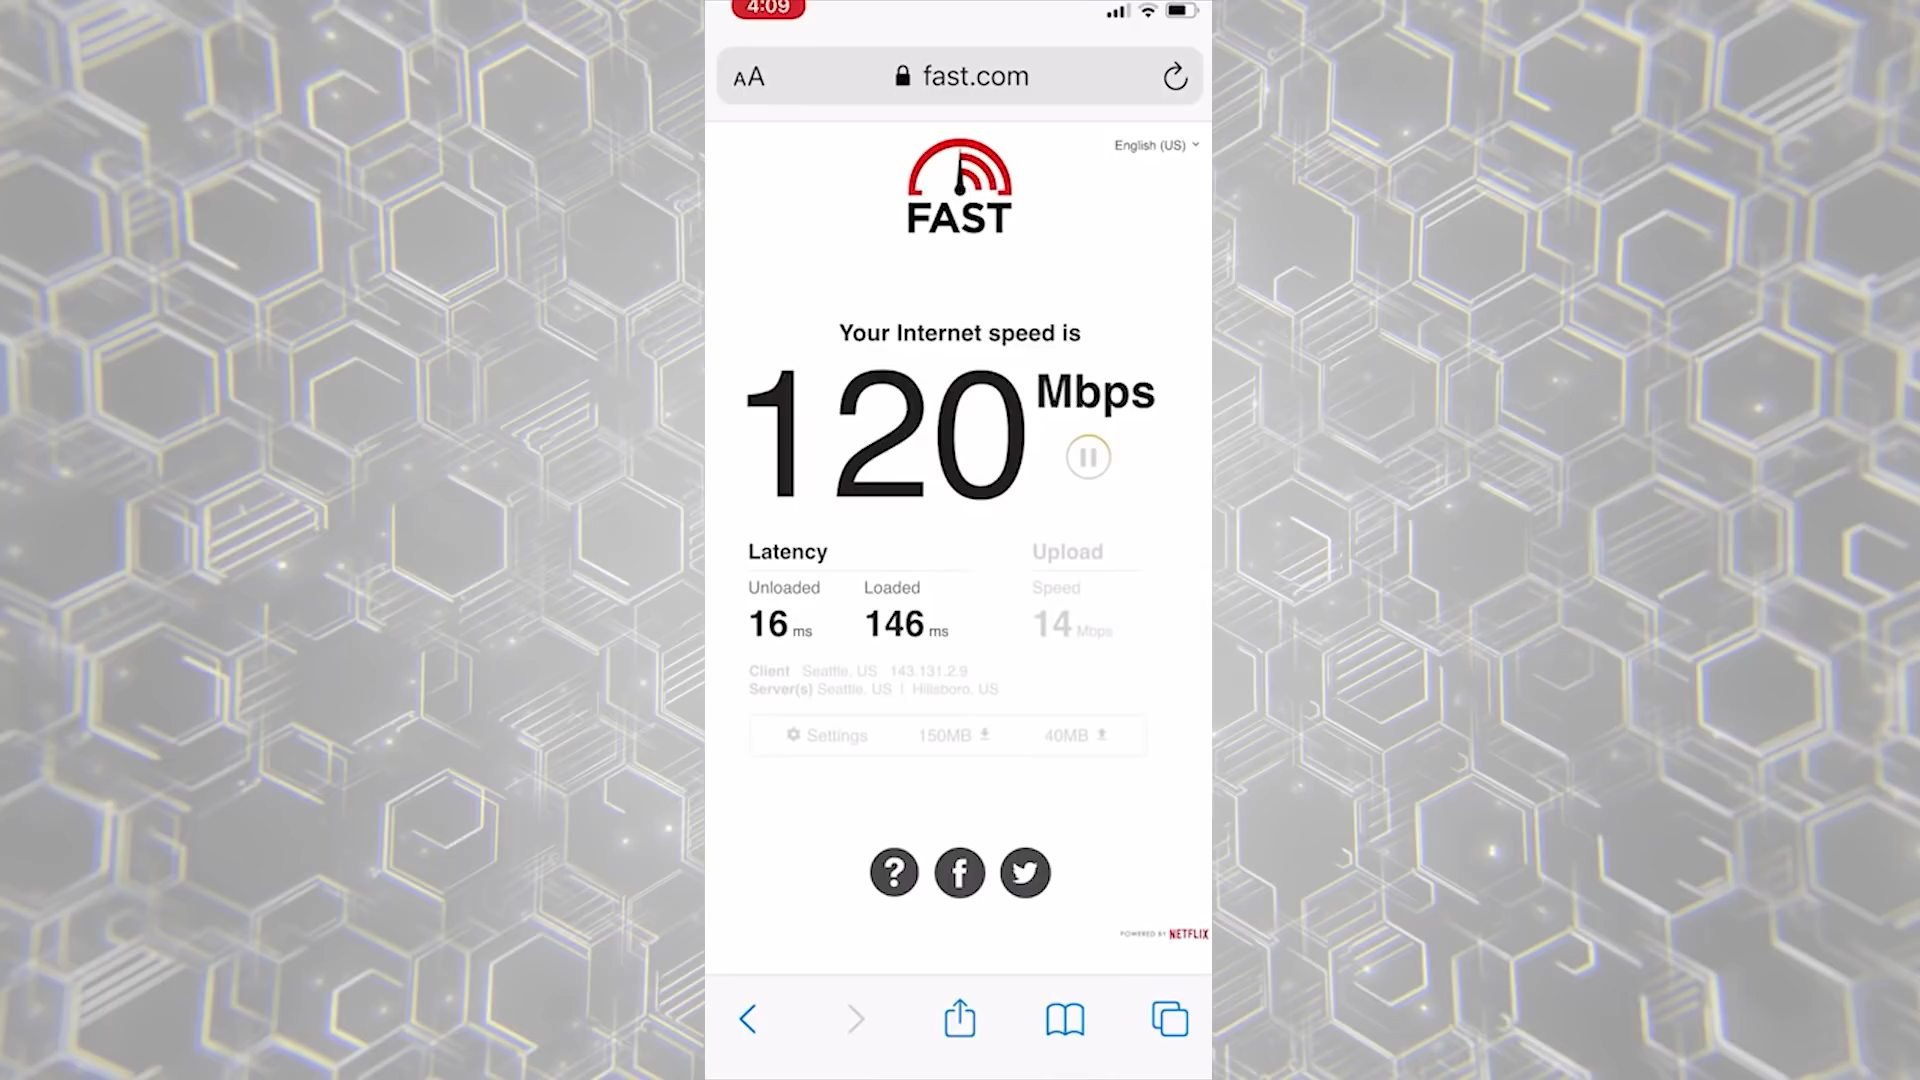 4:09
AA fast.com
English (US)
FAST
Your Internet speed is
120 Mbps
Latency Upload
Unloaded Loaded Speed
16 ms 146 ms 14 Mbps
Client Seattle, US 143.131.2.9
Server(s) Seattle, US | Hillsboro, US
Settings 150MB 40MB
POWERED BY NETFLIX